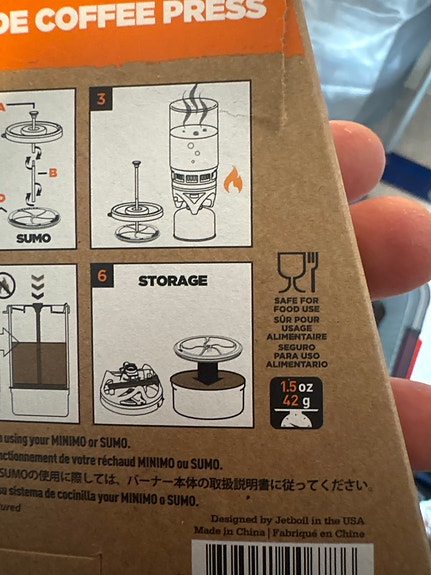 DE COFFEE PRESS
A
B
SUMO
3
6
STORAGE
SAFE FOR
FOOD USE
SÛR POUR
USAGE
ALIMENTAIRE
SEGURO
PARA USO
ALIMENTARIO
1.5 oz
42 g
using your MINIMO or SUMO.
nctionnement de votre réchaud MINIMO ou SUMO.
SUMOの使用に際しては、バーナー本体の取扱説明書に従ってください。
su sistema de cocinilla your MINIMO o SUMO.
tured
Designed by Jetboil in the USA
Made in China | Fabriqué en Chine